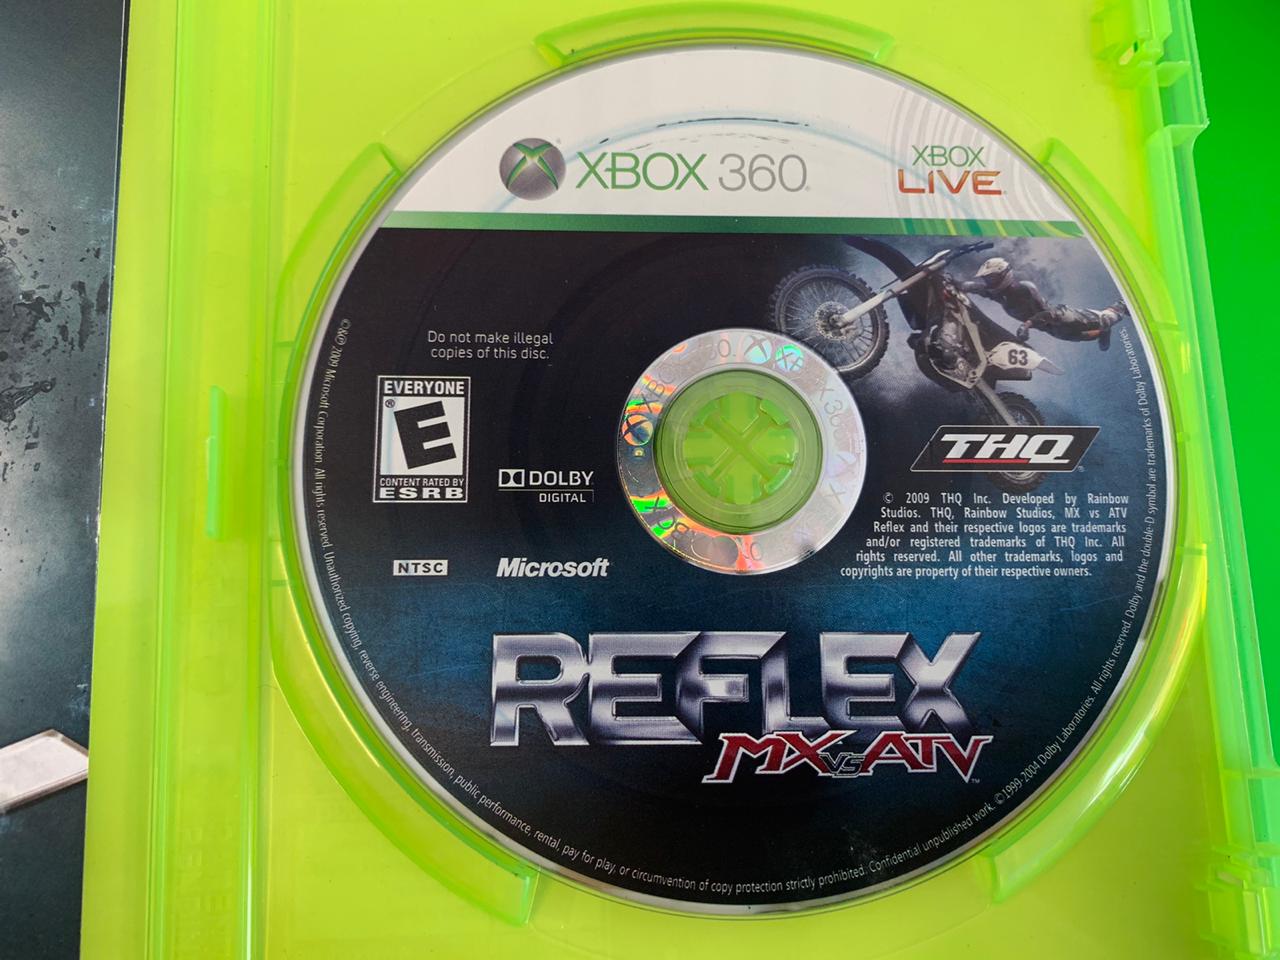 XBOX 360
XBOX
LIVE
Do not make illegal
copies of this disc.
EVERYONE
E
CONTENT RATED BY
ESRB
DOLBY
DIGITAL
NTSC
Microsoft
63
THQ
© 2009 THQ Inc. Developed by Rainbow
Studios. THQ, Rainbow Studios, MX vs ATV
Reflex and their respective logos are trademarks
and/or registered trademarks of THQ Inc. All
rights reserved. All other trademarks, logos and
copyrights are property of their respective owners.
REFLEX
MX vs ATV
©&℗ 2009 Microsoft Corporation. All rights reserved. Unauthorized copying, reverse engineering, transmission, public performance, rental, pay for play, or circumvention of copy protection strictly prohibited. Confidential unpublished work. ©1999-2004 Dolby Laboratories. All rights reserved. Dolby and the double-D symbol are trademarks of Dolby Laboratories.